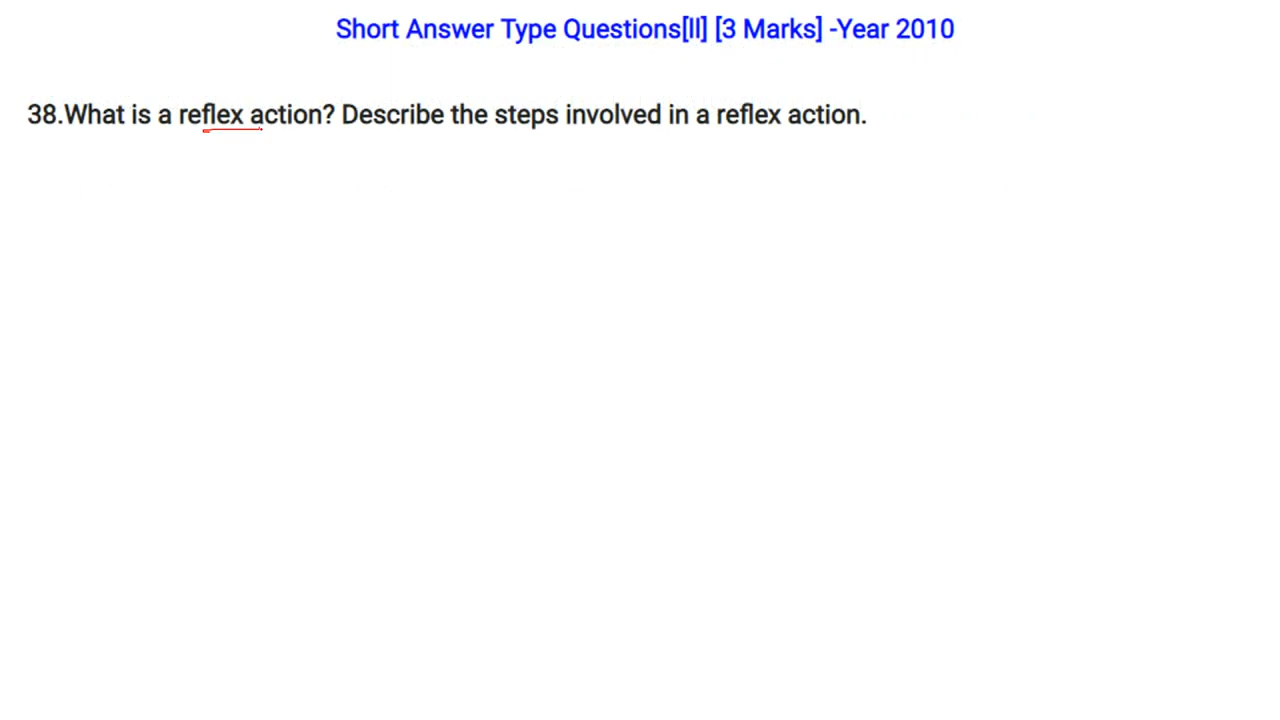 Short Answer Type Questions[II] [3 Marks] -Year 2010
38.What is a reflex action? Describe the steps involved in a reflex action.